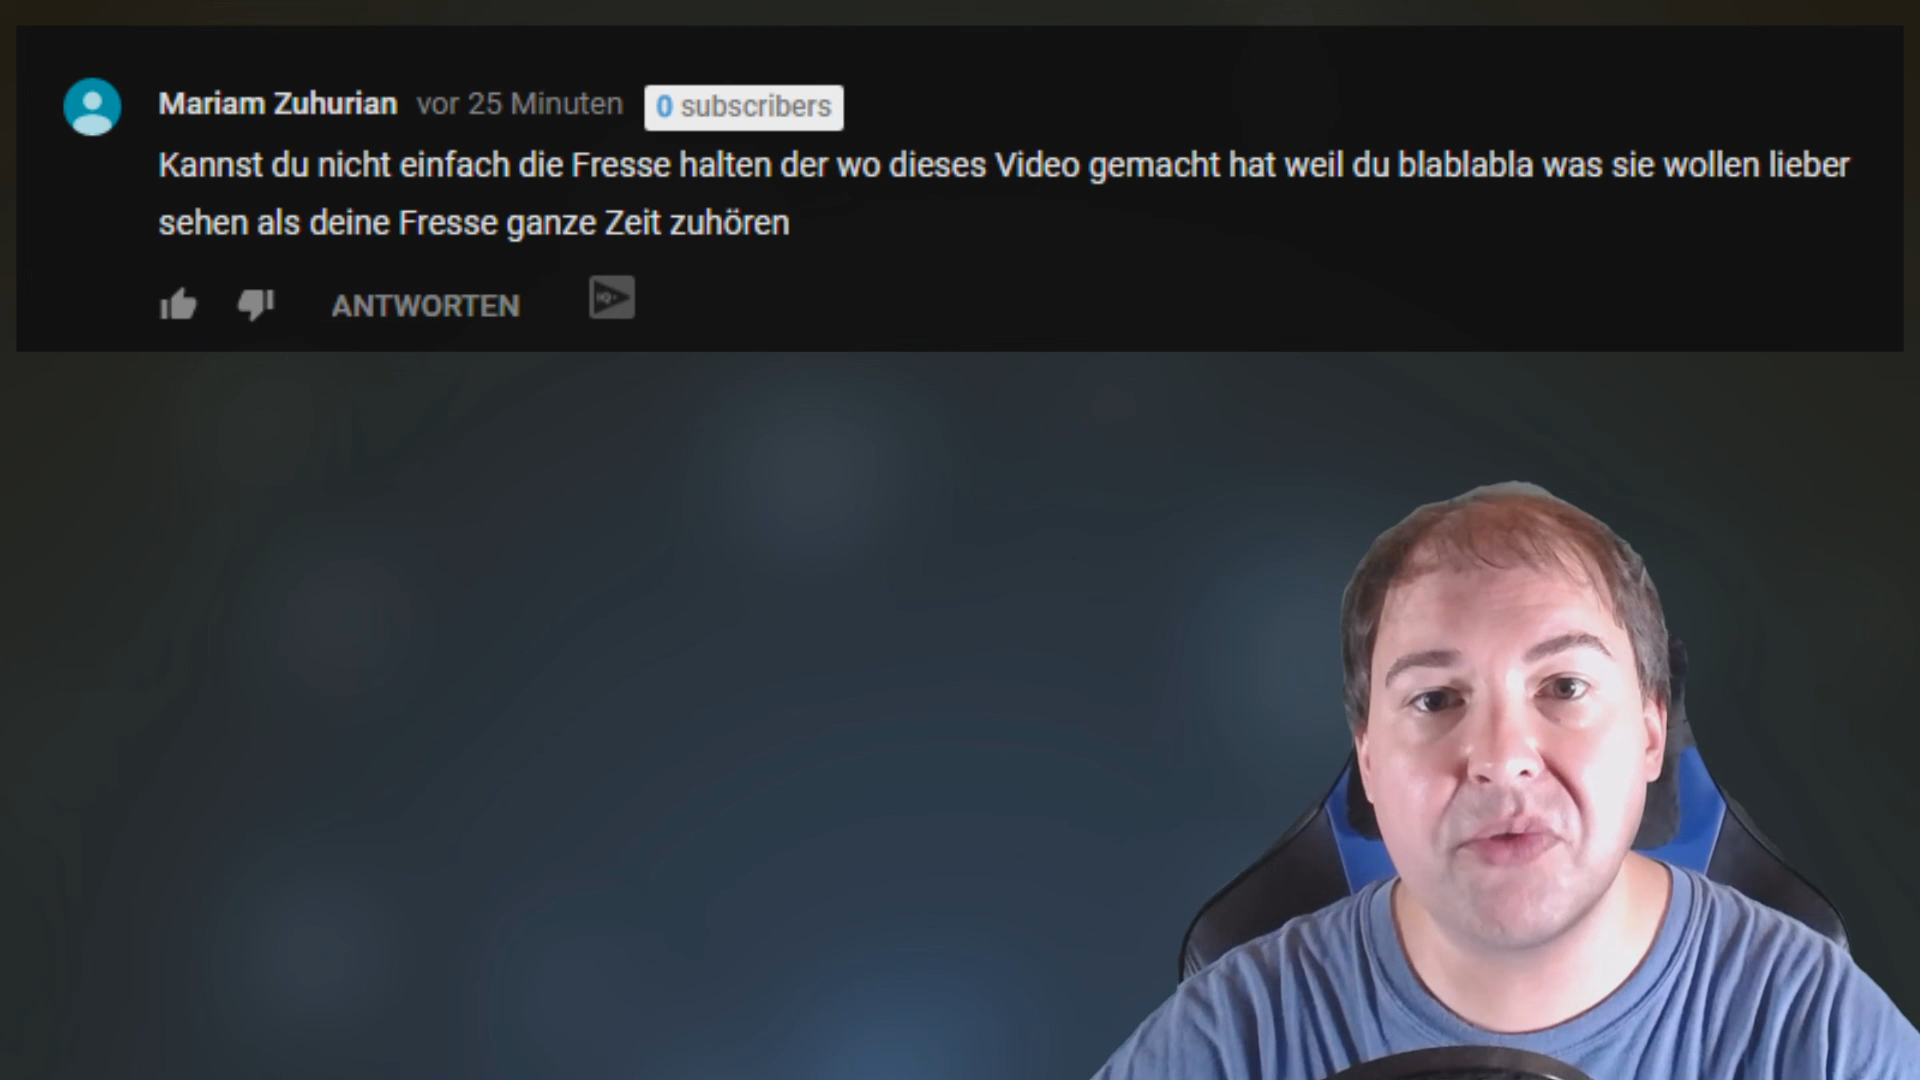 Mariam Zuhurian vor 25 Minuten 0 subscribers
Kannst du nicht einfach die Fresse halten der wo dieses Video gemacht hat weil du blablabla was sie wollen lieber
sehen als deine Fresse ganze Zeit zuhören
ANTWORTEN